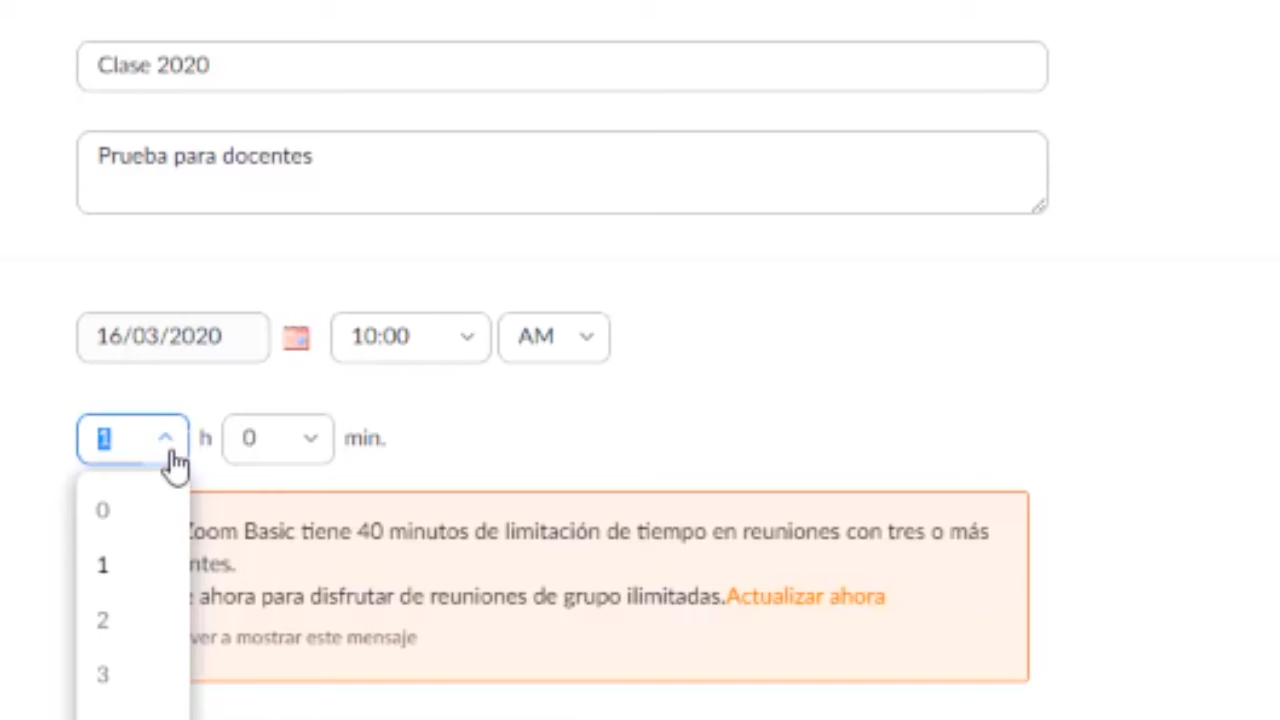 Clase 2020
Prueba para docentes
16/03/2020 10:00 AM
1 h 0 min.
0
1
2
3
Zoom Basic tiene 40 minutos de limitación de tiempo en reuniones con tres o más
ntes.
ahora para disfrutar de reuniones de grupo ilimitadas.Actualizar ahora
ver a mostrar este mensaje